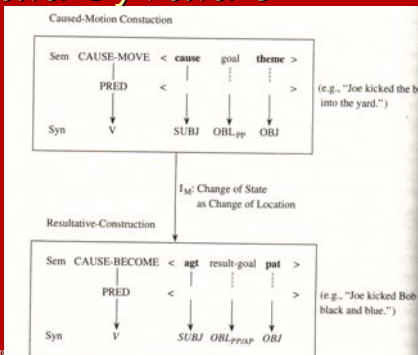 Caused-Motion Constuction
Sem CAUSE-MOVE < cause goal theme >
PRED < >
(e.g., "Joe kicked the b
into the yard.")
Syn V SUBJ OBLPP OBJ
IM: Change of State
as Change of Location
Resultative-Construction
Sem CAUSE-BECOME < agt result-goal pat >
PRED < >
(e.g., "Joe kicked Bob
black and blue.")
Syn V SUBJ OBLPP/AP OBJ